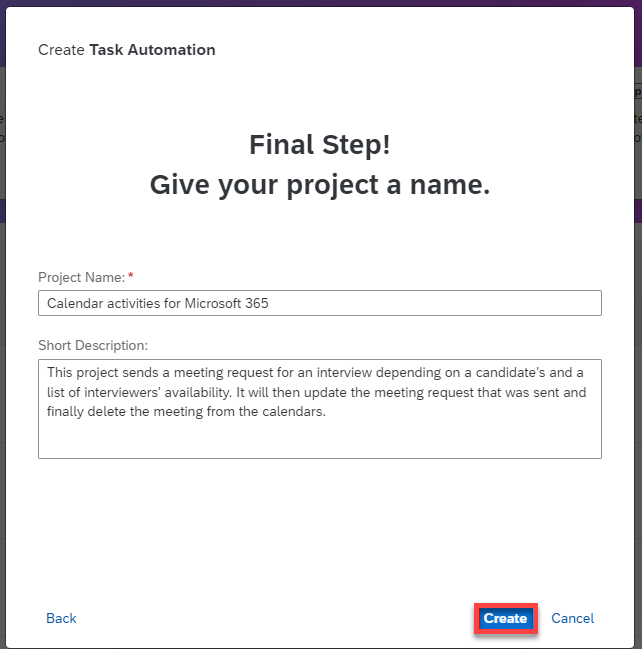 Create Task Automation
Final Step!
Give your project a name.
Project Name: *
Calendar activities for Microsoft 365
Short Description:
This project sends a meeting request for an interview depending on a candidate's and a
list of interviewers' availability. It will then update the meeting request that was sent and
finally delete the meeting from the calendars.
Back
Create
Cancel